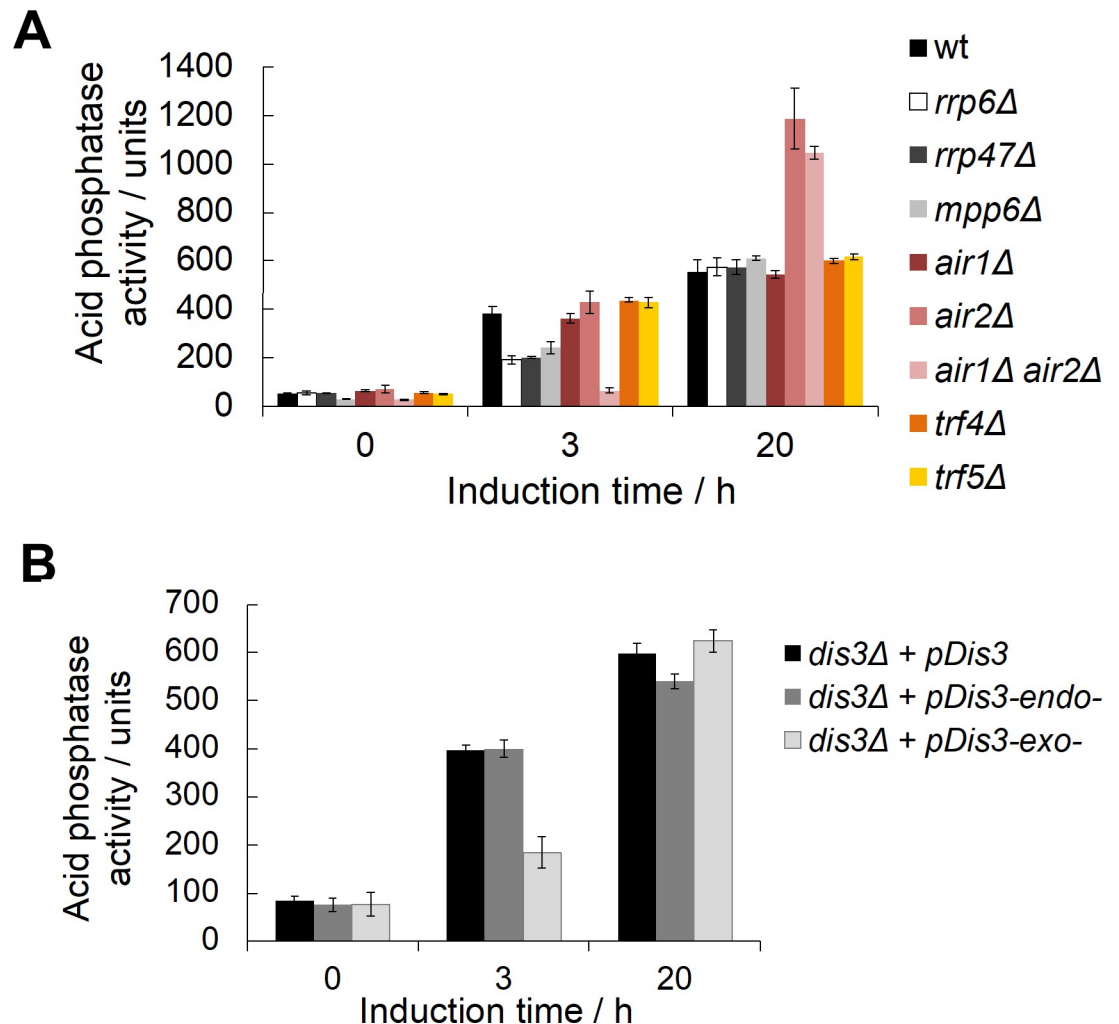 A
Acid phosphatase
activity / units
1400
1200
1000
800
600
400
200
0
0 3 20
Induction time / h
wt
rrp6Δ
rrp47Δ
mpp6Δ
air1Δ
air2Δ
air1Δ air2Δ
trf4Δ
trf5Δ
B
Acid phosphatase
activity / units
700
600
500
400
300
200
100
0
0 3 20
Induction time / h
dis3Δ + pDis3
dis3Δ + pDis3-endo-
dis3Δ + pDis3-exo-